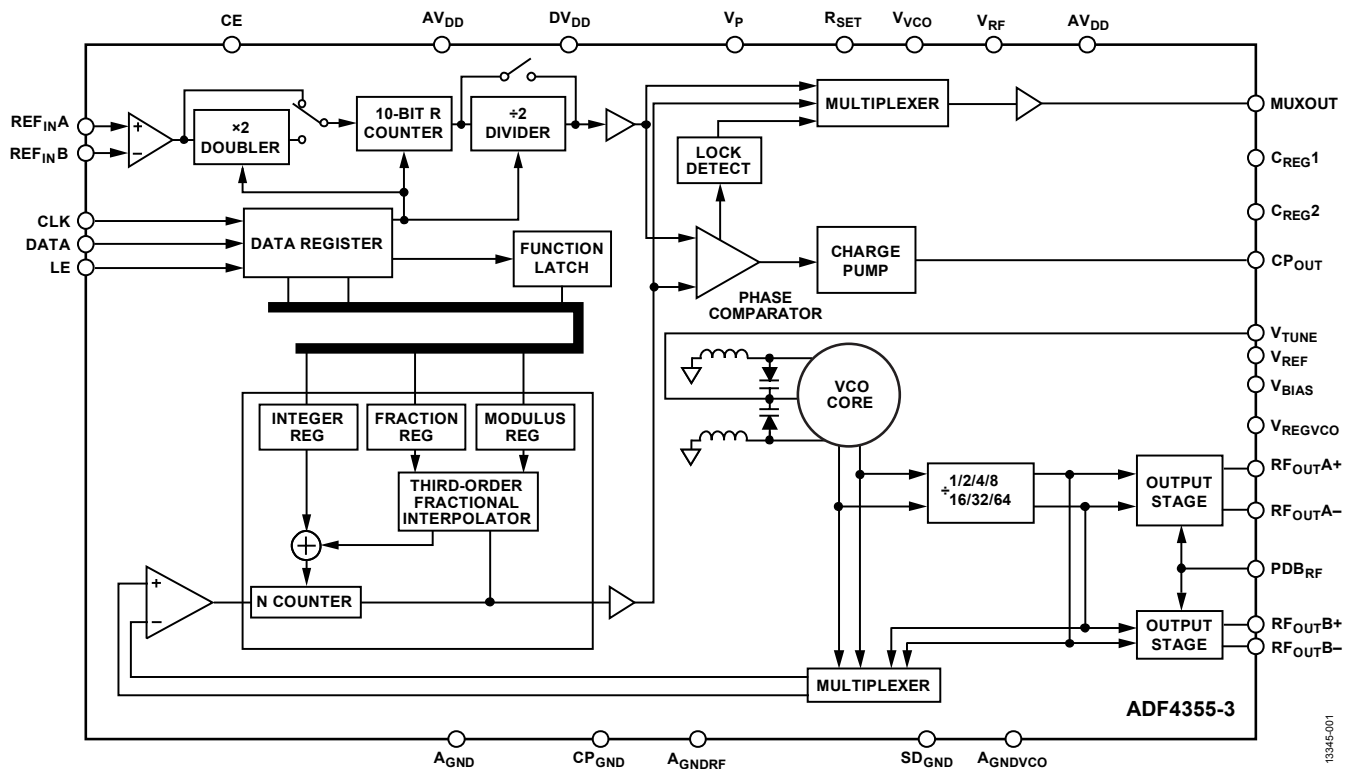 CE
AVDD
DVDD
VP
RSET
VVCO
VRF
AVDD
REFINA
REFINB
+
−
×2
DOUBLER
10-BIT R
COUNTER
÷2
DIVIDER
MULTIPLEXER
MUXOUT
LOCK
DETECT
CREG1
CREG2
CLK
DATA
LE
DATA REGISTER
FUNCTION
LATCH
CHARGE
PUMP
CPOUT
PHASE
COMPARATOR
VTUNE
VREF
VBIAS
VREGVCO
VCO
CORE
INTEGER
REG
FRACTION
REG
MODULUS
REG
THIRD-ORDER
FRACTIONAL
INTERPOLATOR
+
÷1/2/4/8
16/32/64
OUTPUT
STAGE
RFOUTA+
RFOUTA−
PDBRF
+
−
N COUNTER
OUTPUT
STAGE
RFOUTB+
RFOUTB−
MULTIPLEXER
ADF4355-3
AGND
CPGND
AGNDRF
SDGND
AGNDVCO
13345-001